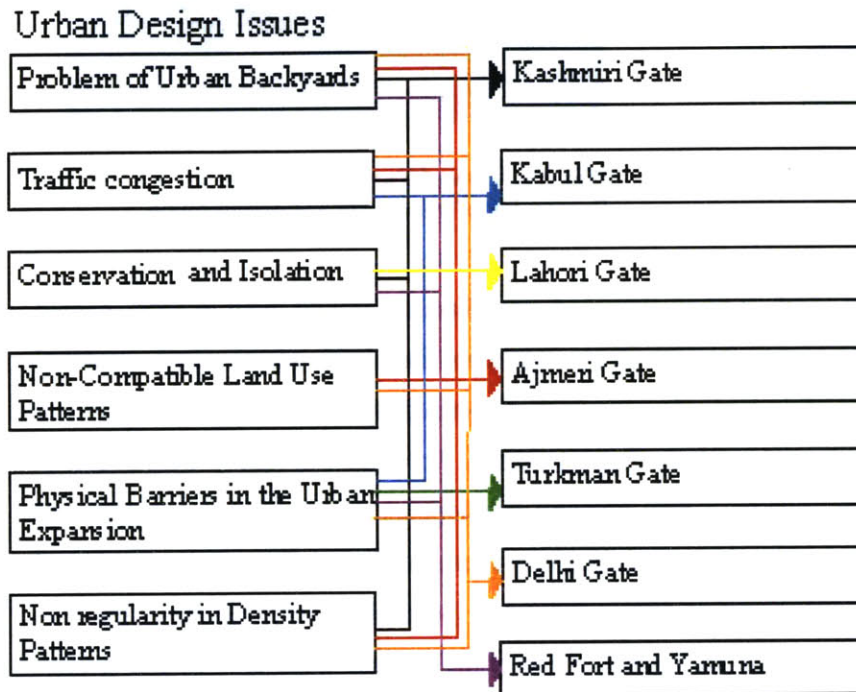 Urban Design Issues
Problem of Urban Backyards
Traffic congestion
Conservation and Isolation
Non-Compatible Land Use
Patterns
Physical Barriers in the Urban
Expansion
Non regularity in Density
Patterns
Kashmiri Gate
Kabul Gate
Lahori Gate
Ajmeri Gate
Turkman Gate
Delhi Gate
Red Fort and Yamuna